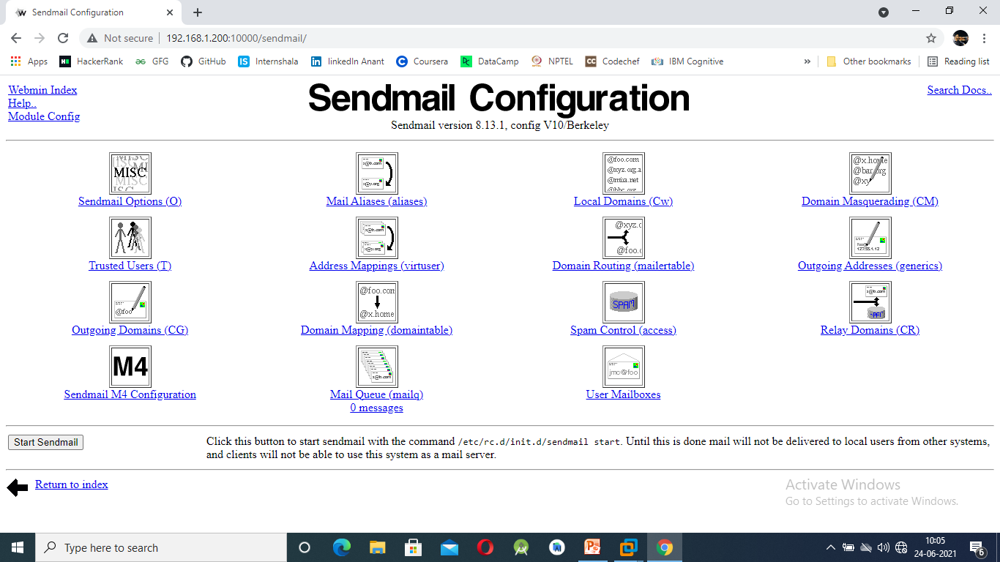 Sendmail Configuration
Not secure 192.168.1.200:10000/sendmail/
Apps HackerRank GFG GitHub Internshala linkedIn Anant Coursera DataCamp NPTEL Codechef IBM Cognitive » Other bookmarks Reading list
Webmin Index
Help..
Module Config
Sendmail Configuration
Sendmail version 8.13.1, config V10/Berkeley
Search Docs..
MISC
@foo.com
@xyz.org.a
@mixa.net
@x.home
@bar.org
@xy
Sendmail Options (O) Mail Aliases (aliases) Local Domains (Cw) Domain Masquerading (CM)
@xyz.c
@foo.c
Trusted Users (T) Address Mappings (virtuser) Domain Routing (mailertable) Outgoing Addresses (generics)
@foo
@foo.com
@x.home
SPAM
Outgoing Domains (CG) Domain Mapping (domaintable) Spam Control (access) Relay Domains (CR)
M4
jmc@foo
Sendmail M4 Configuration Mail Queue (mailq) User Mailboxes
0 messages
Start Sendmail Click this button to start sendmail with the command /etc/rc.d/init.d/sendmail start. Until this is done mail will not be delivered to local users from other systems,
and clients will not be able to use this system as a mail server.
Return to index
Activate Windows
Go to Settings to activate Windows.
Type here to search
10:05
24-06-2021
6